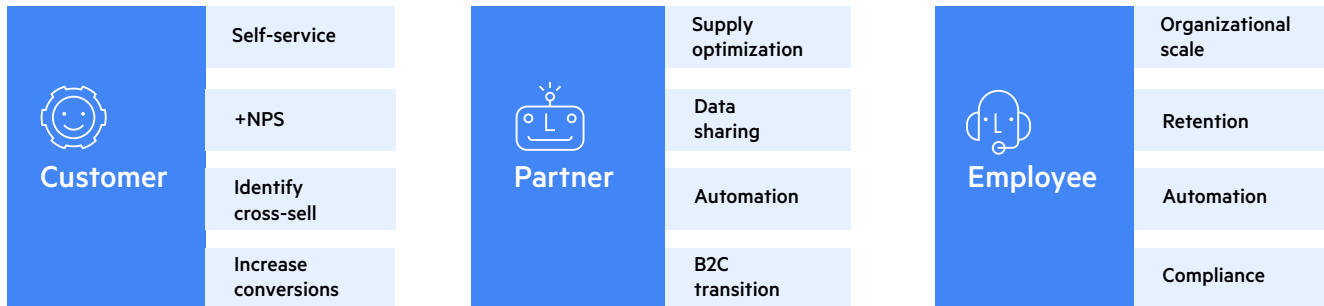 Customer
Self-service
+NPS
Identify
cross-sell
Increase
conversions
Partner
Supply
optimization
Data
sharing
Automation
B2C
transition
Employee
Organizational
scale
Retention
Automation
Compliance